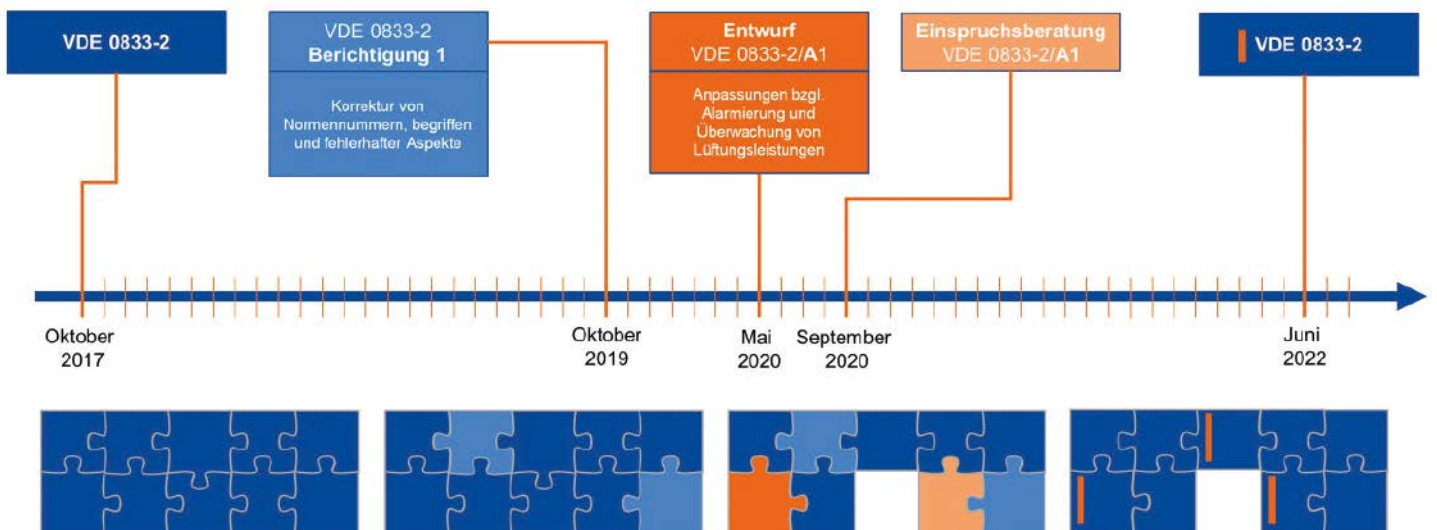 VDE 0833-2
VDE 0833-2
Berichtigung 1
Korrektur von
Normennummern, begriffen
und fehlerhafter Aspekte
Entwurf
VDE 0833-2/A1
Anpassungen bzgl.
Alarmierung und
Überwachung von
Lüftungsleistungen
Einspruchsberatung
VDE 0833-2/A1
VDE 0833-2
Oktober
2017
Oktober
2019
Mai
2020
September
2020
Juni
2022